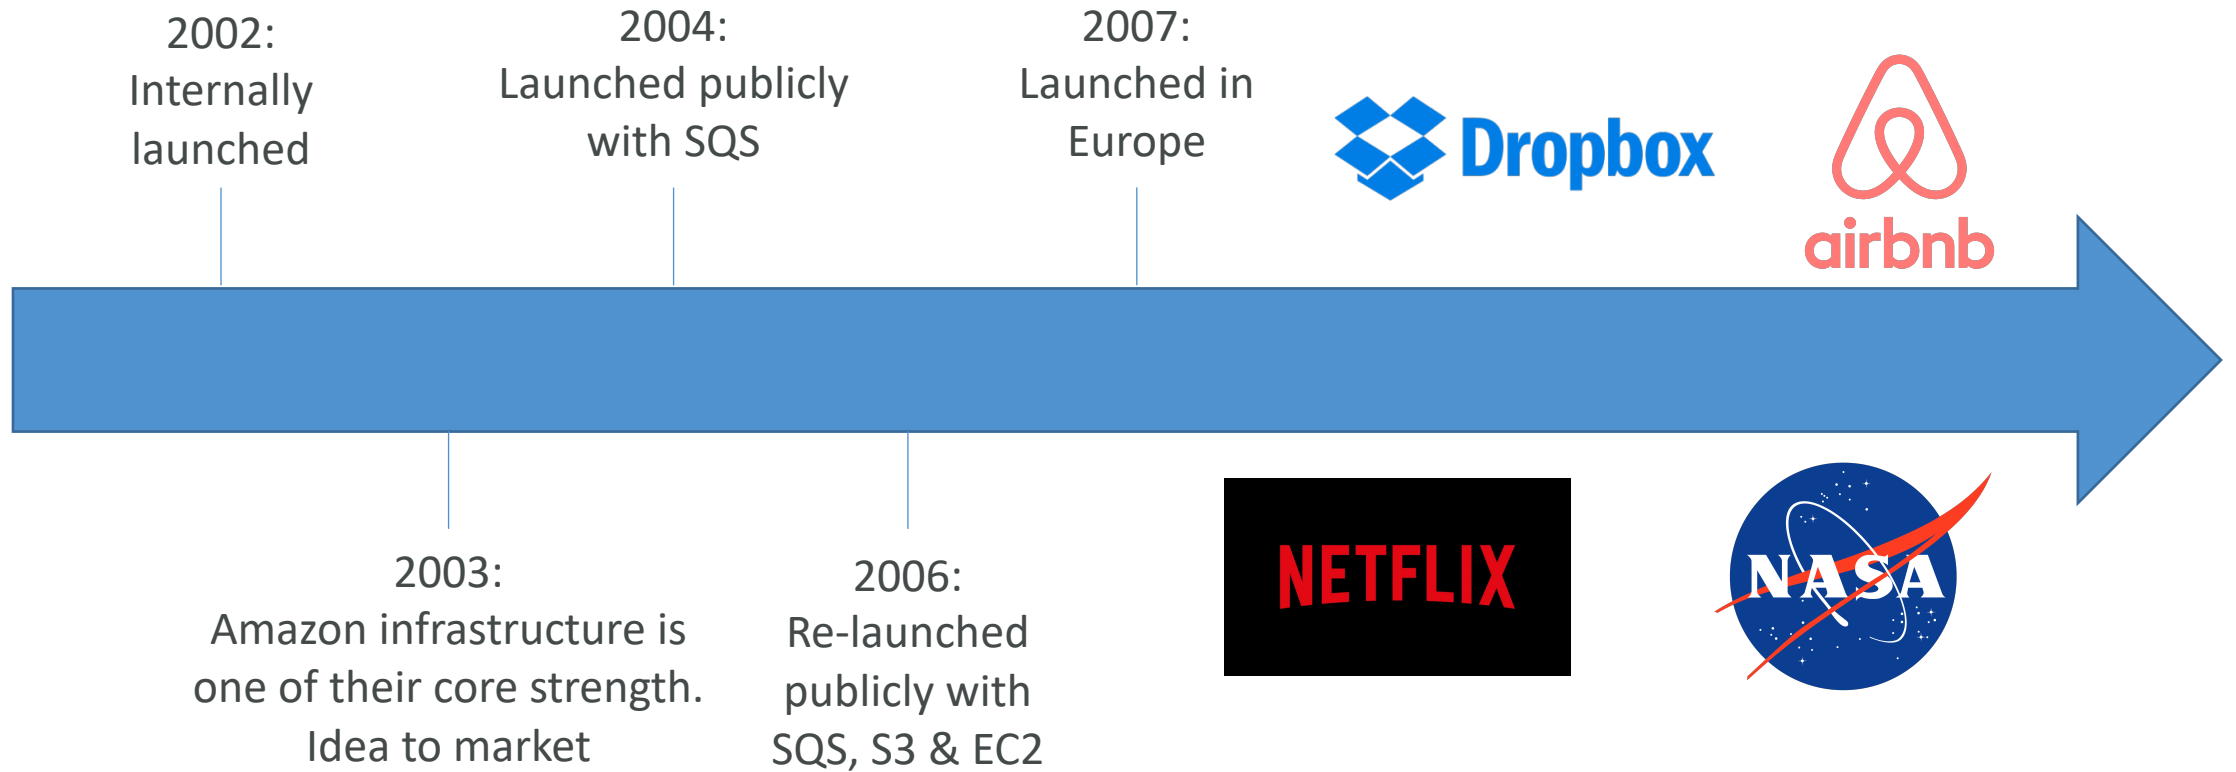 2002:
Internally
launched
2004:
Launched publicly
with SQS
2007:
Launched in
Europe
Dropbox
airbnb
2003:
Amazon infrastructure is
one of their core strength.
Idea to market
2006:
Re-launched
publicly with
SQS, S3 & EC2
NETFLIX
NASA